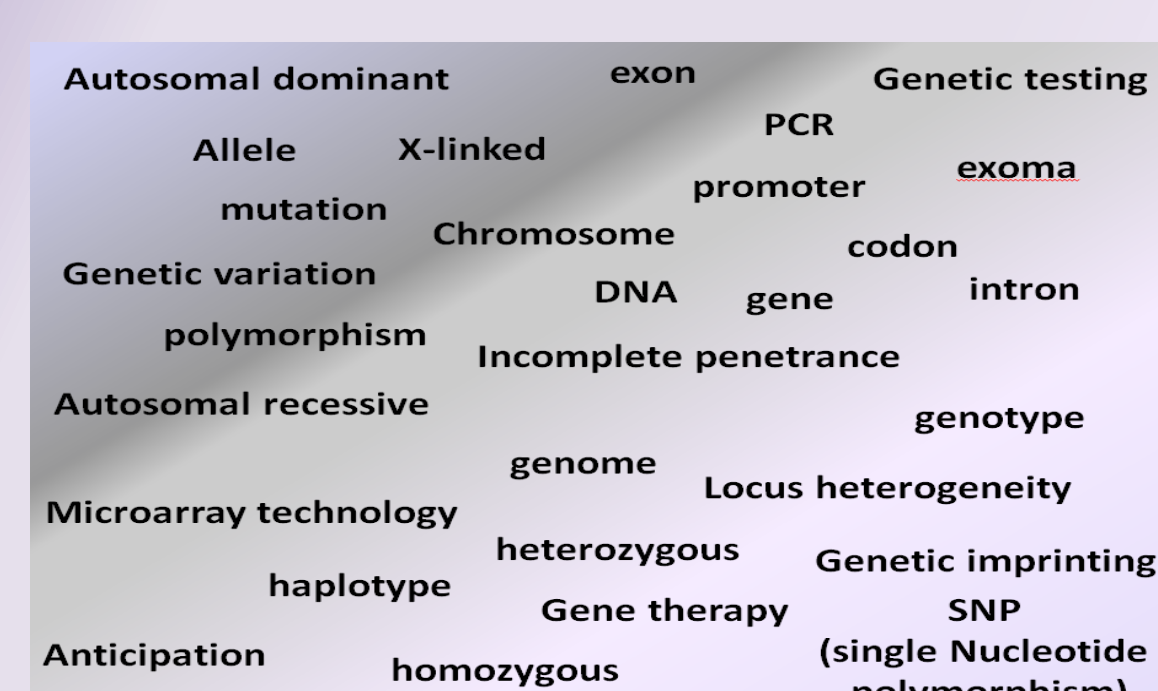 Autosomal dominant
exon
Genetic testing
PCR
Allele
X-linked
exoma
promoter
mutation
Chromosome
codon
Genetic variation
DNA
gene
intron
polymorphism
Incomplete penetrance
Autosomal recessive
genotype
genome
Locus heterogeneity
Microarray technology
heterozygous
Genetic imprinting
haplotype
Gene therapy
SNP
(single Nucleotide
polymorphism)
Anticipation
homozygous